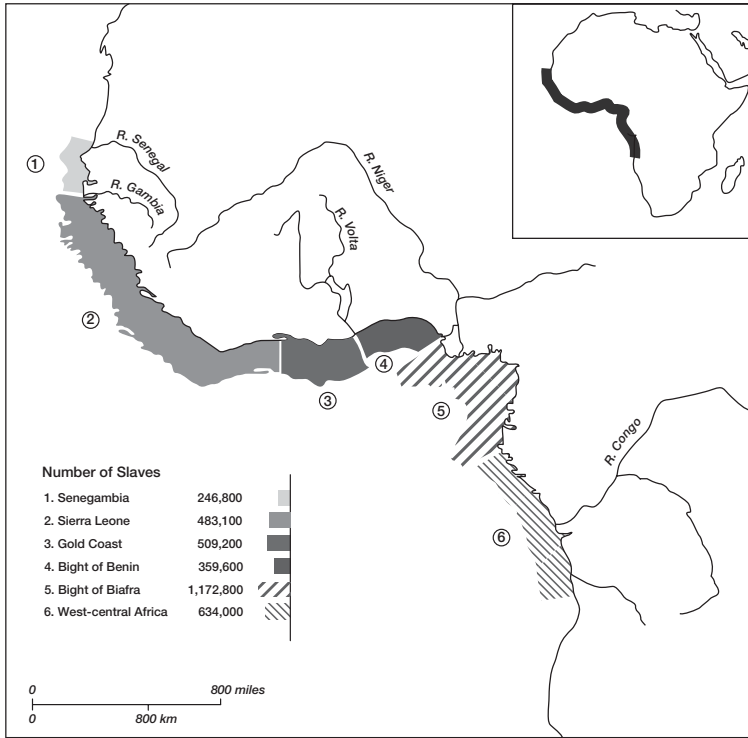 R. Senegal
①
R. Gambia
R. Niger
R. Volta
②
④
③
⑤
R. Congo
⑥
Number of Slaves
1. Senegambia 246,800
2. Sierra Leone 483,100
3. Gold Coast 509,200
4. Bight of Benin 359,600
5. Bight of Biafra 1,172,800
6. West-central Africa 634,000
0 800 miles
0 800 km